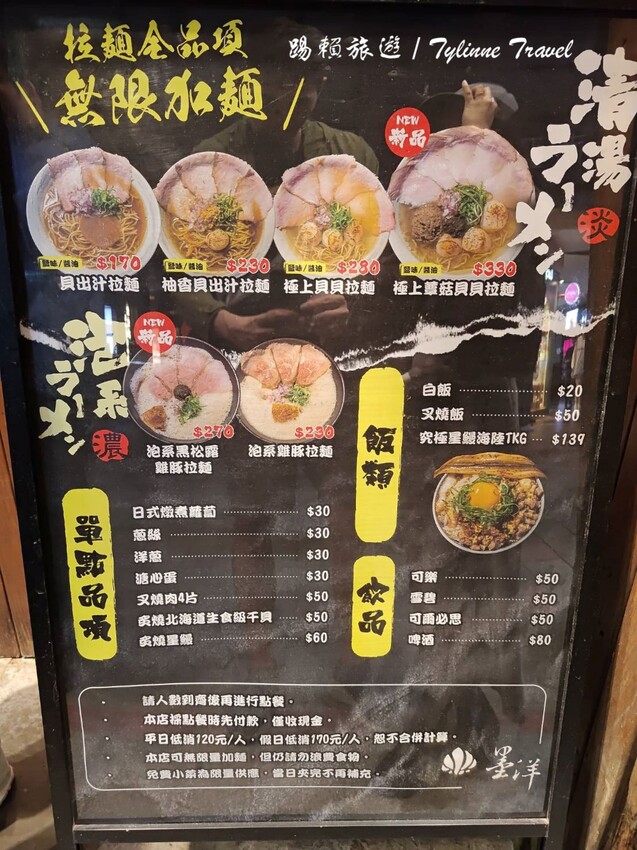 拉麵全品項
無限加麵
踢賴旅遊 / Tylinne Travel
清湯
ラーメン
淡
NEW
新品
鹽味/醬油 $170
貝出汁拉麵
鹽味/醬油 $230
柚香貝出汁拉麵
鹽味/醬油 $280
極上貝貝拉麵
鹽味/醬油 $330
極上蕈菇貝貝拉麵
泡系
ラーメン
濃
NEW
新品
$270
泡系黑松露
雞豚拉麵
$230
泡系雞豚拉麵
飯類
白飯 $20
叉燒飯 $50
究極星鰻海陸TKG $139
單點品項
日式燉煮蘿蔔 $30
蔥絲 $30
洋蔥 $30
溏心蛋 $30
叉燒肉4片 $50
炙燒北海道生食級干貝 $50
炙燒星鰻 $60
飲品
可樂 $50
雪碧 $50
可爾必思 $50
啤酒 $80
· 請人數到齊後再進行點餐。
· 本店採點餐時先付款,僅收現金。
· 平日低消120元/人,假日低消170元/人,恕不合併計算。
· 本店可無限量加麵,但仍請勿浪費食物。
· 免費小菜為限量供應,當日夾完不再補充。
墨洋